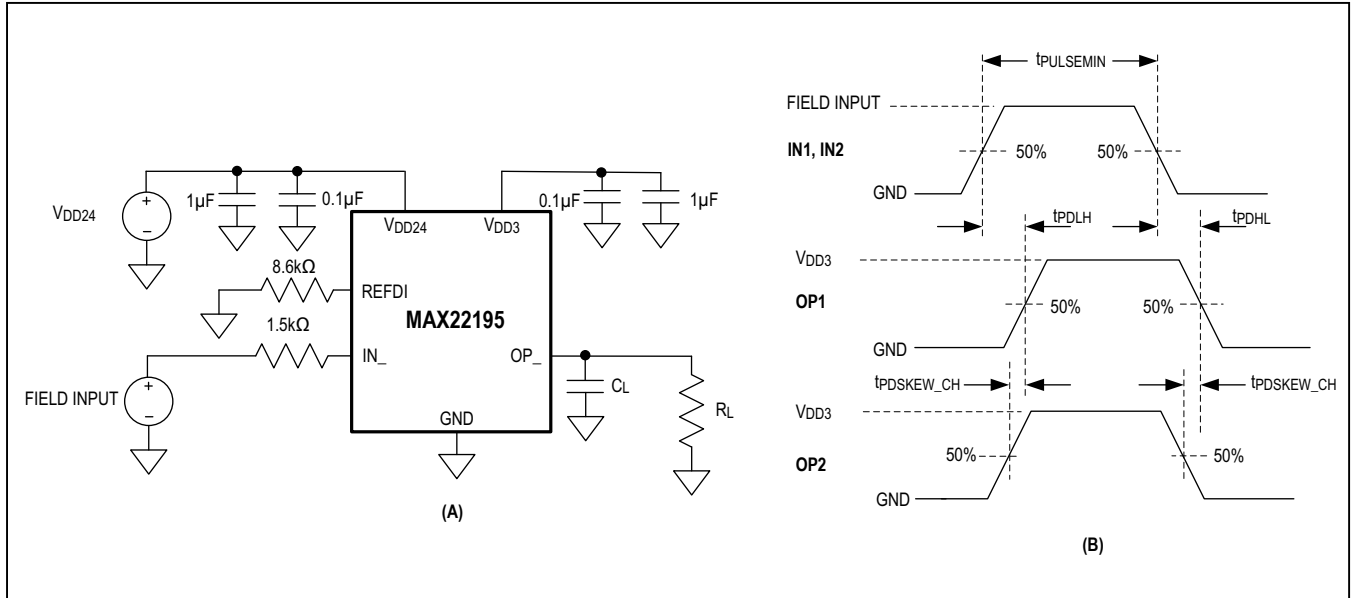 VDD24
1µF
0.1µF
0.1µF
1µF
VDD24
VDD3
8.6kΩ
REFDI
MAX22195
1.5kΩ
IN_
OP_
FIELD INPUT
CL
RL
GND
(A)
tPULSEMIN
FIELD INPUT
IN1, IN2
50%
50%
GND
tPDLH
tPDHL
VDD3
OP1
50%
50%
GND
tPDSKEW_CH
tPDSKEW_CH
VDD3
OP2
50%
50%
GND
(B)